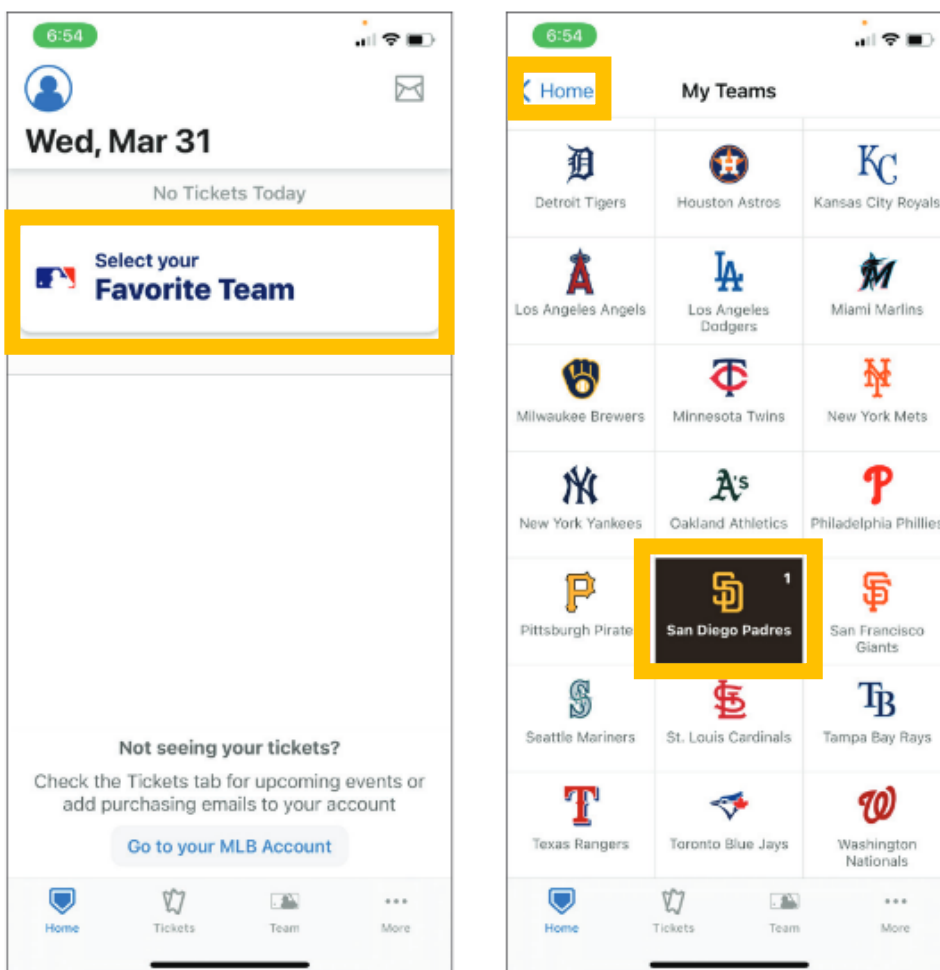 6:54
Wed, Mar 31
No Tickets Today
Select your
Favorite Team
Not seeing your tickets?
Check the Tickets tab for upcoming events or
add purchasing emails to your account
Go to your MLB Account
Home Tickets Team More
6:54
Home My Teams
Detroit Tigers Houston Astros Kansas City Royals
Los Angeles Angels Los Angeles Miami Marlins
Dodgers
Milwaukee Brewers Minnesota Twins New York Mets
A's
New York Yankees Oakland Athletics Philadelphia Phillies
1
Pittsburgh Pirate San Diego Padres San Francisco
Giants
Seattle Mariners St. Louis Cardinals Tampa Bay Rays
Texas Rangers Toronto Blue Jays Washington
Nationals
Home Tickets Team More